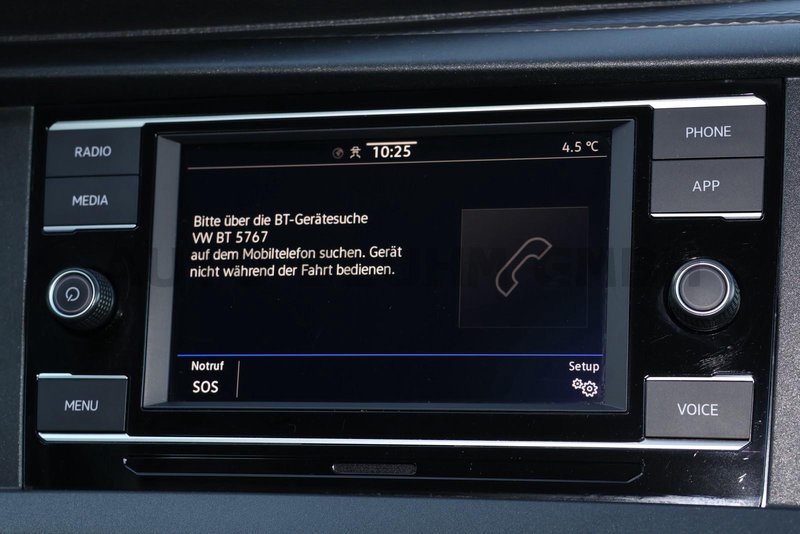 RADIO
MEDIA
MENU
10:25
4.5 °C
Bitte über die BT-Gerätesuche
VW BT 5767
auf dem Mobiltelefon suchen. Gerät
nicht während der Fahrt bedienen.
Notruf
SOS
Setup
PHONE
APP
VOICE